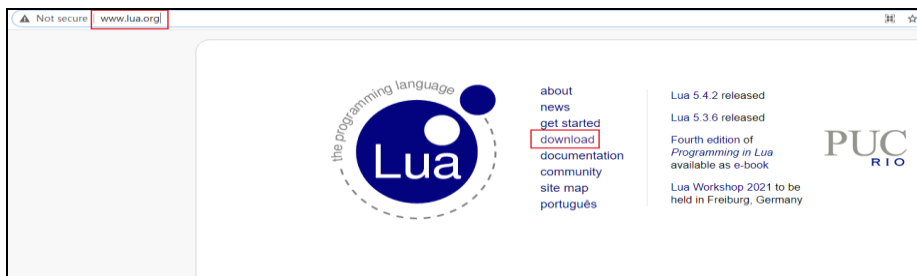 Not secure www.lua.org
the programming language
Lua
about
news
get started
download
documentation
community
site map
português
Lua 5.4.2 released
Lua 5.3.6 released
Fourth edition of
Programming in Lua
available as e-book
Lua Workshop 2021 to be
held in Freiburg, Germany
PUC
RIO